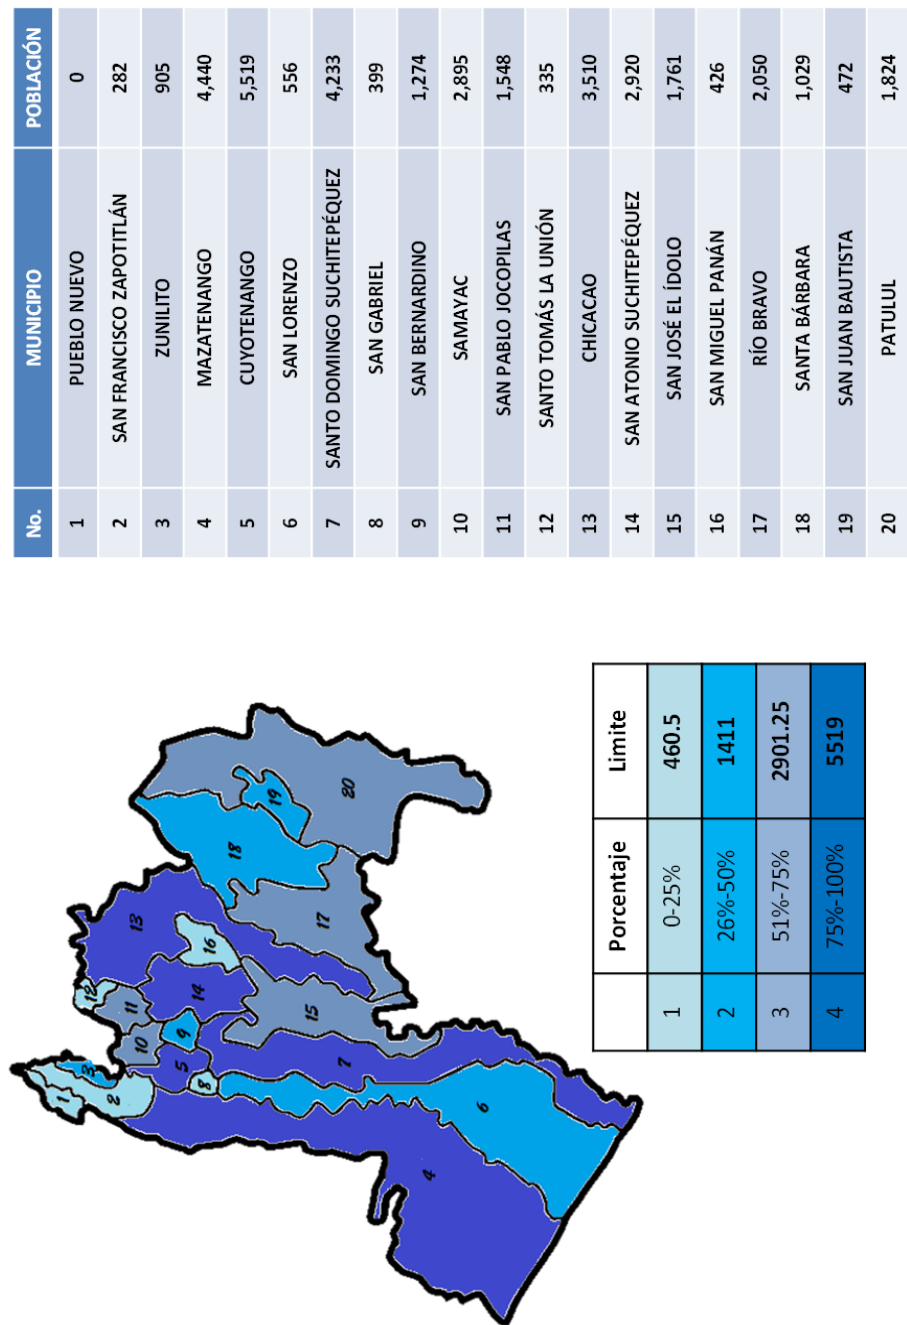 No. MUNICIPIO POBLACIÓN
1 PUEBLO NUEVO 0
2 SAN FRANCISCO ZAPOTITLÁN 282
3 ZUNILITO 905
4 MAZATENANGO 4,440
5 CUYOTENANGO 5,519
6 SAN LORENZO 556
7 SANTO DOMINGO SUCHITEPÉQUEZ 4,233
8 SAN GABRIEL 399
9 SAN BERNARDINO 1,274
10 SAMAYAC 2,895
11 SAN PABLO JOCOPILAS 1,548
12 SANTO TOMÁS LA UNIÓN 335
13 CHICACAO 3,510
14 SAN ATONIO SUCHITEPÉQUEZ 2,920
15 SAN JOSÉ EL ÍDOLO 1,761
16 SAN MIGUEL PANÁN 426
17 RÍO BRAVO 2,050
18 SANTA BÁRBARA 1,029
19 SAN JUAN BAUTISTA 472
20 PATULUL 1,824
1
2
3
4
5
6
7
8
9
10
11
12
13
14
15
16
17
18
19
20
Porcentaje Limite
1 0-25% 460.5
2 26%-50% 1411
3 51%-75% 2901.25
4 75%-100% 5519